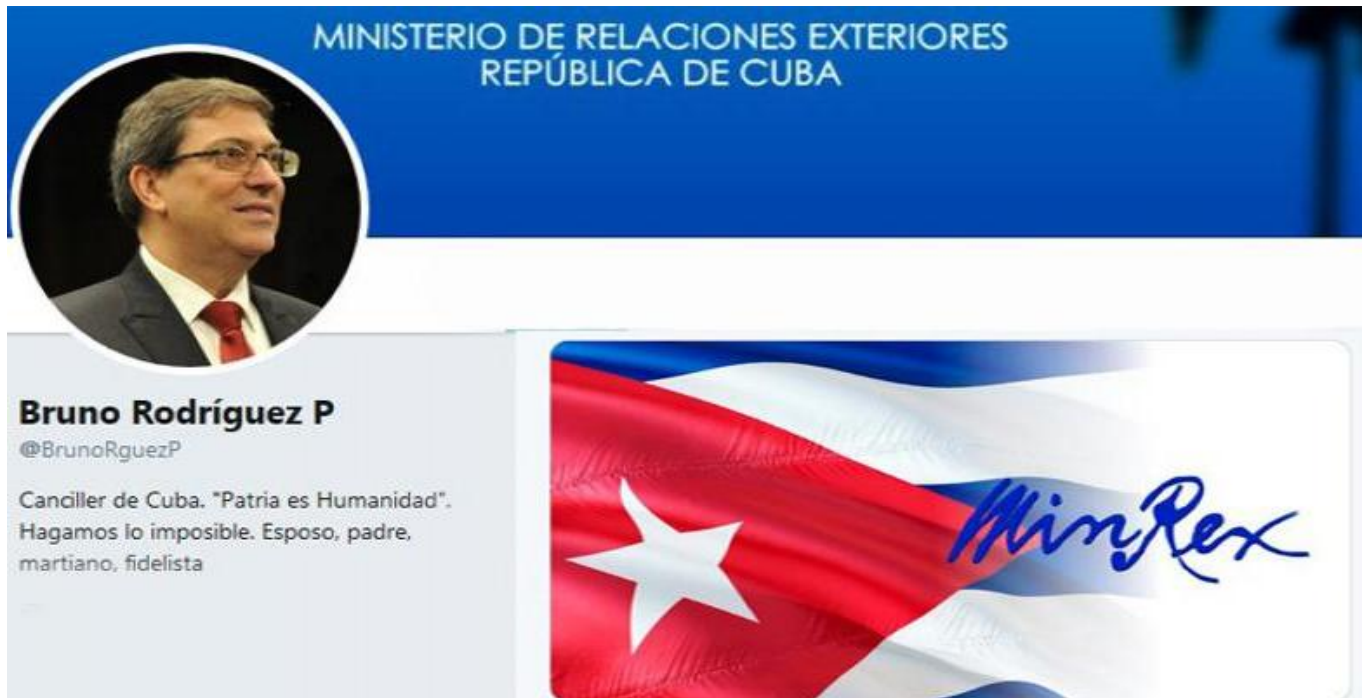 MINISTERIO DE RELACIONES EXTERIORES
REPÚBLICA DE CUBA
Bruno Rodríguez P
@BrunoRguezP
Canciller de Cuba. "Patria es Humanidad".
Hagamos lo imposible. Esposo, padre,
martiano, fidelista
MinRex